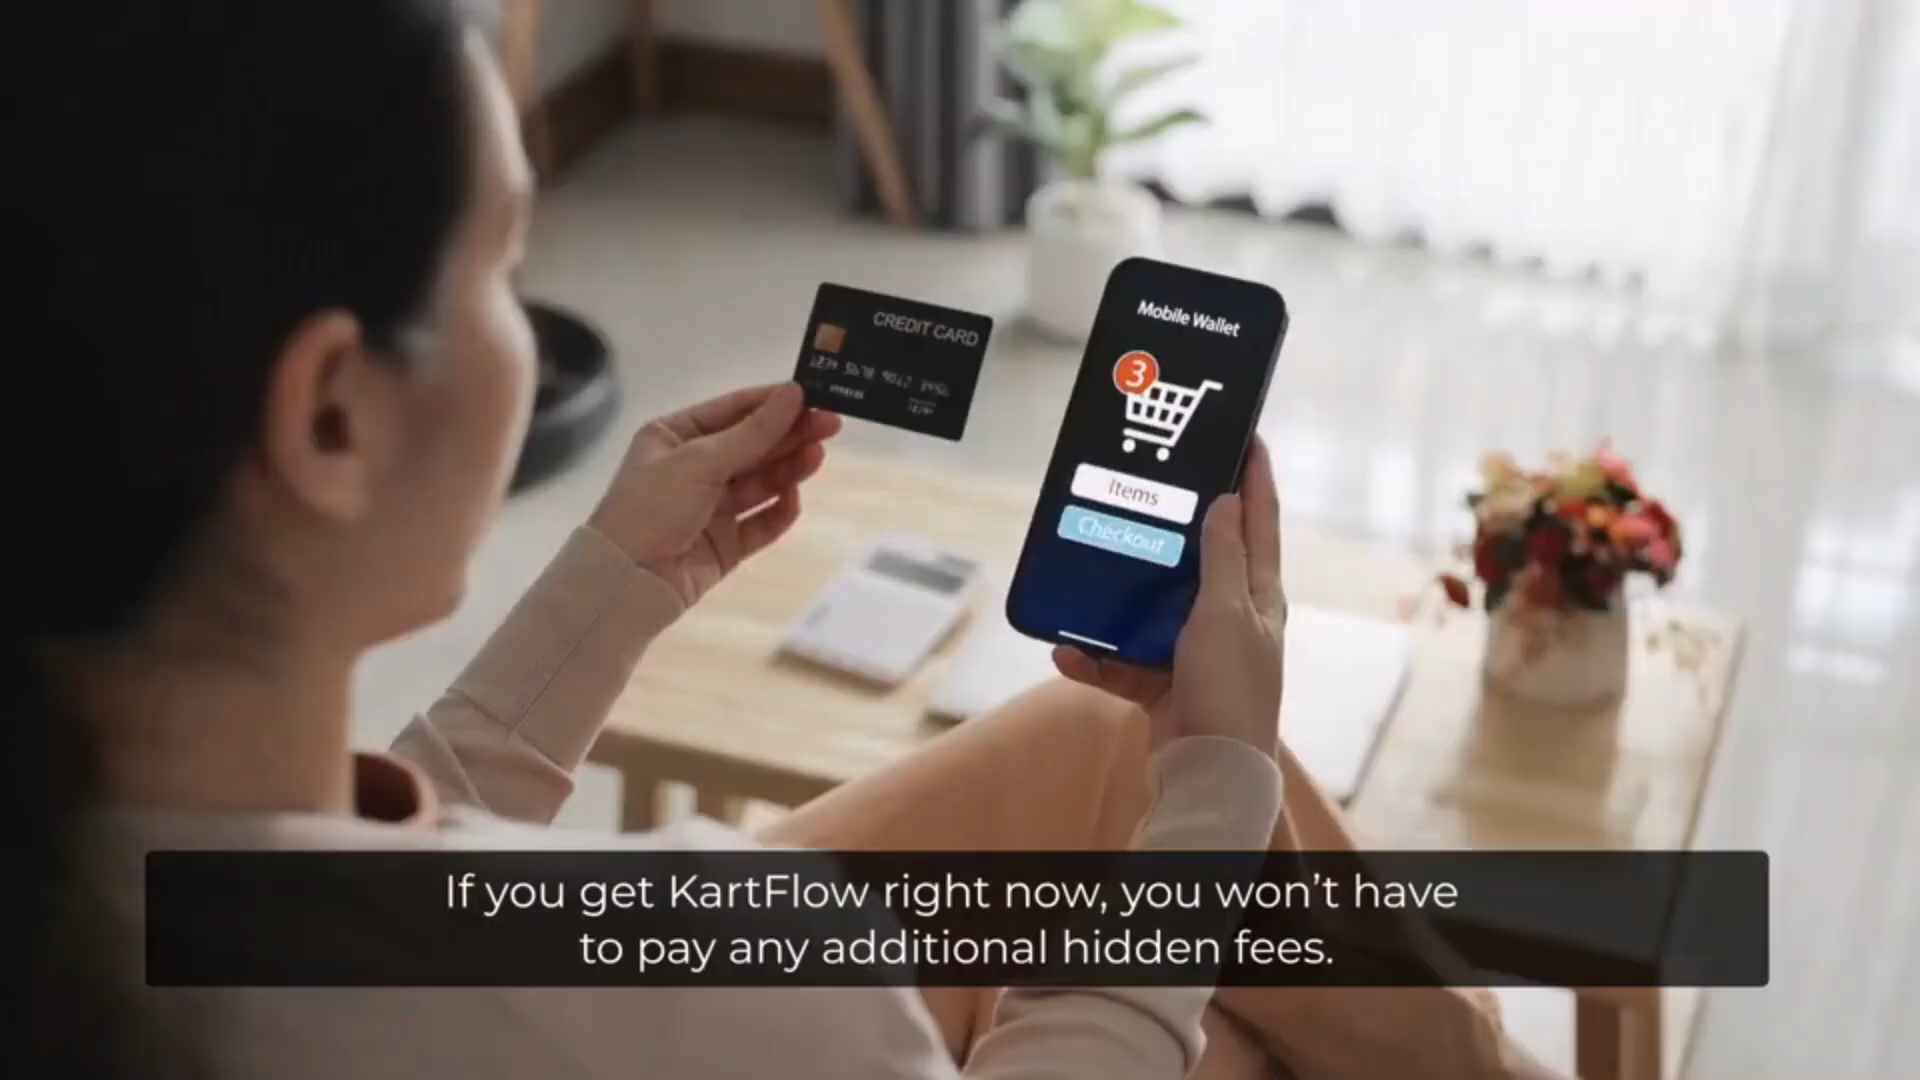 CREDIT CARD
Mobile Wallet
3
Items
Checkout
If you get KartFlow right now, you won’t have
to pay any additional hidden fees.